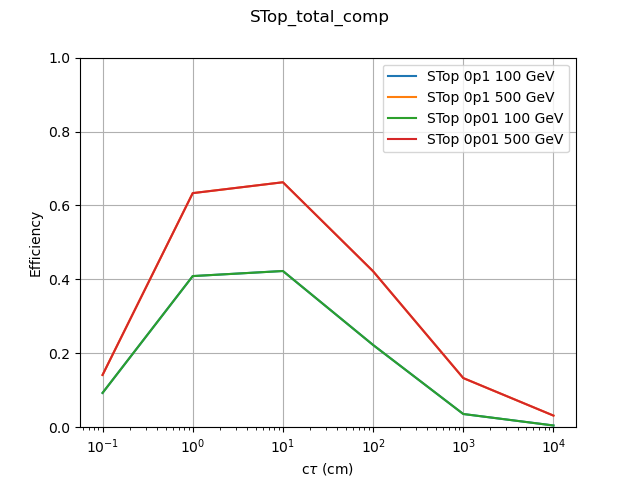 STop_total_comp
1.0
0.8
0.6
0.4
0.2
0.0
Efficiency
STop 0p1 100 GeV
STop 0p1 500 GeV
STop 0p01 100 GeV
STop 0p01 500 GeV
10⁻¹ 10⁰ 10¹ 10² 10³ 10⁴
cτ (cm)